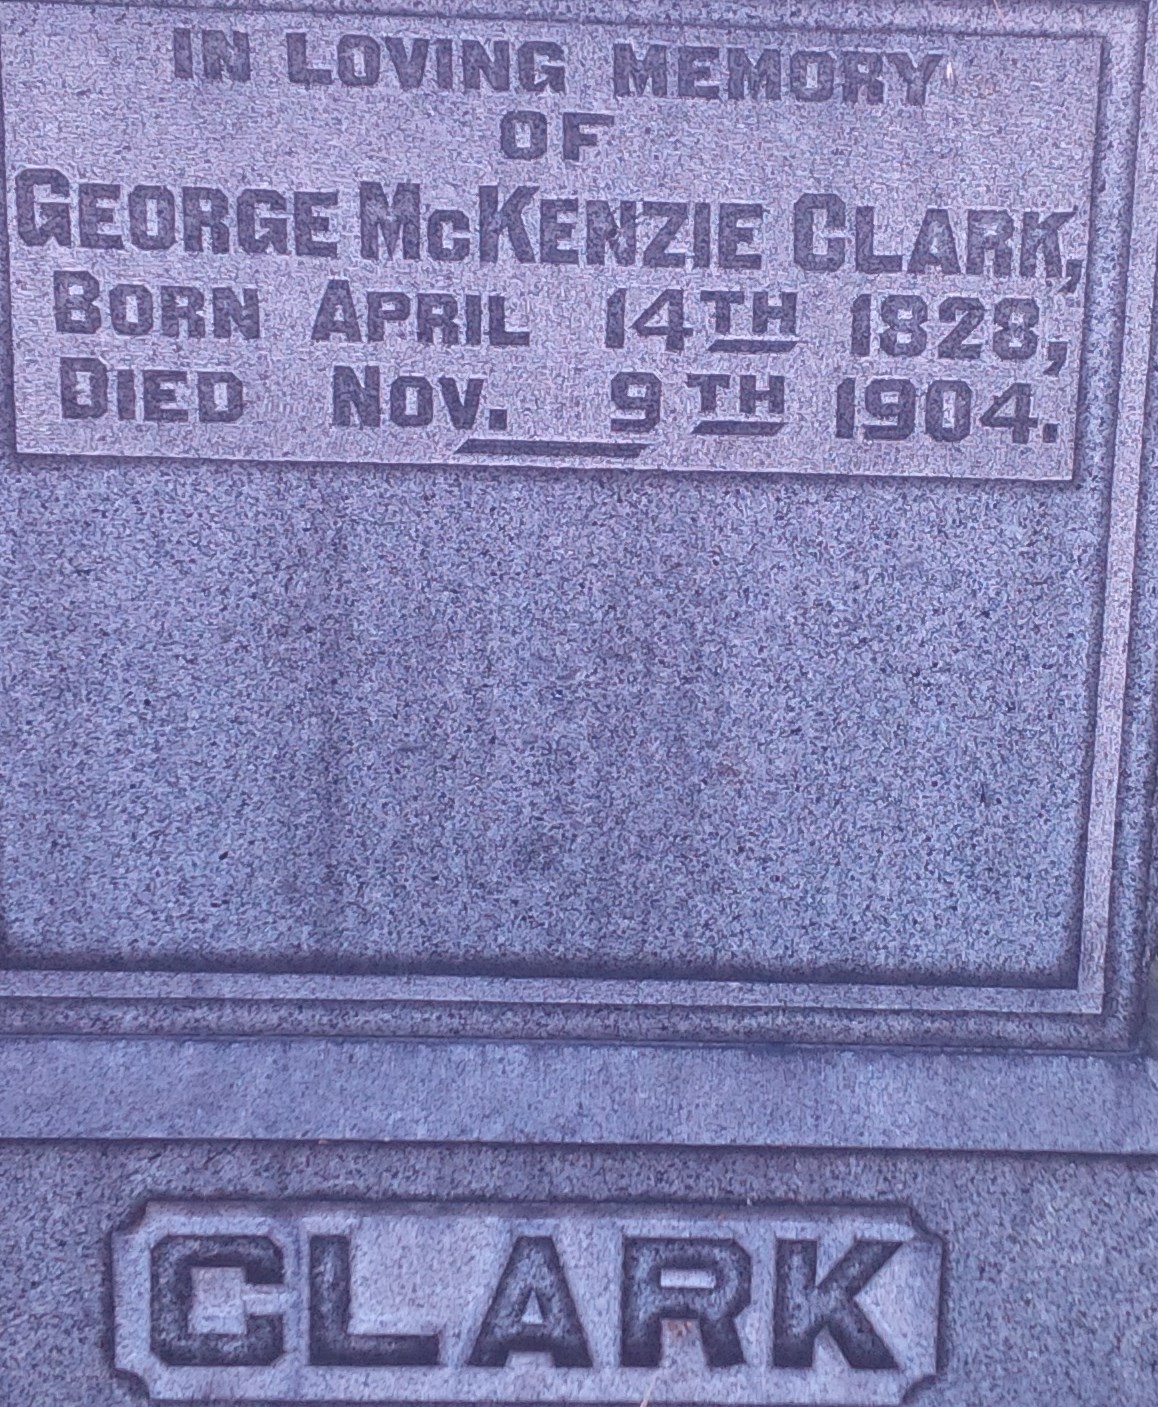 IN LOVING MEMORY
OF
GEORGE McKENZIE CLARK,
BORN APRIL 14TH 1828,
DIED NOV. 9TH 1904.
CLARK